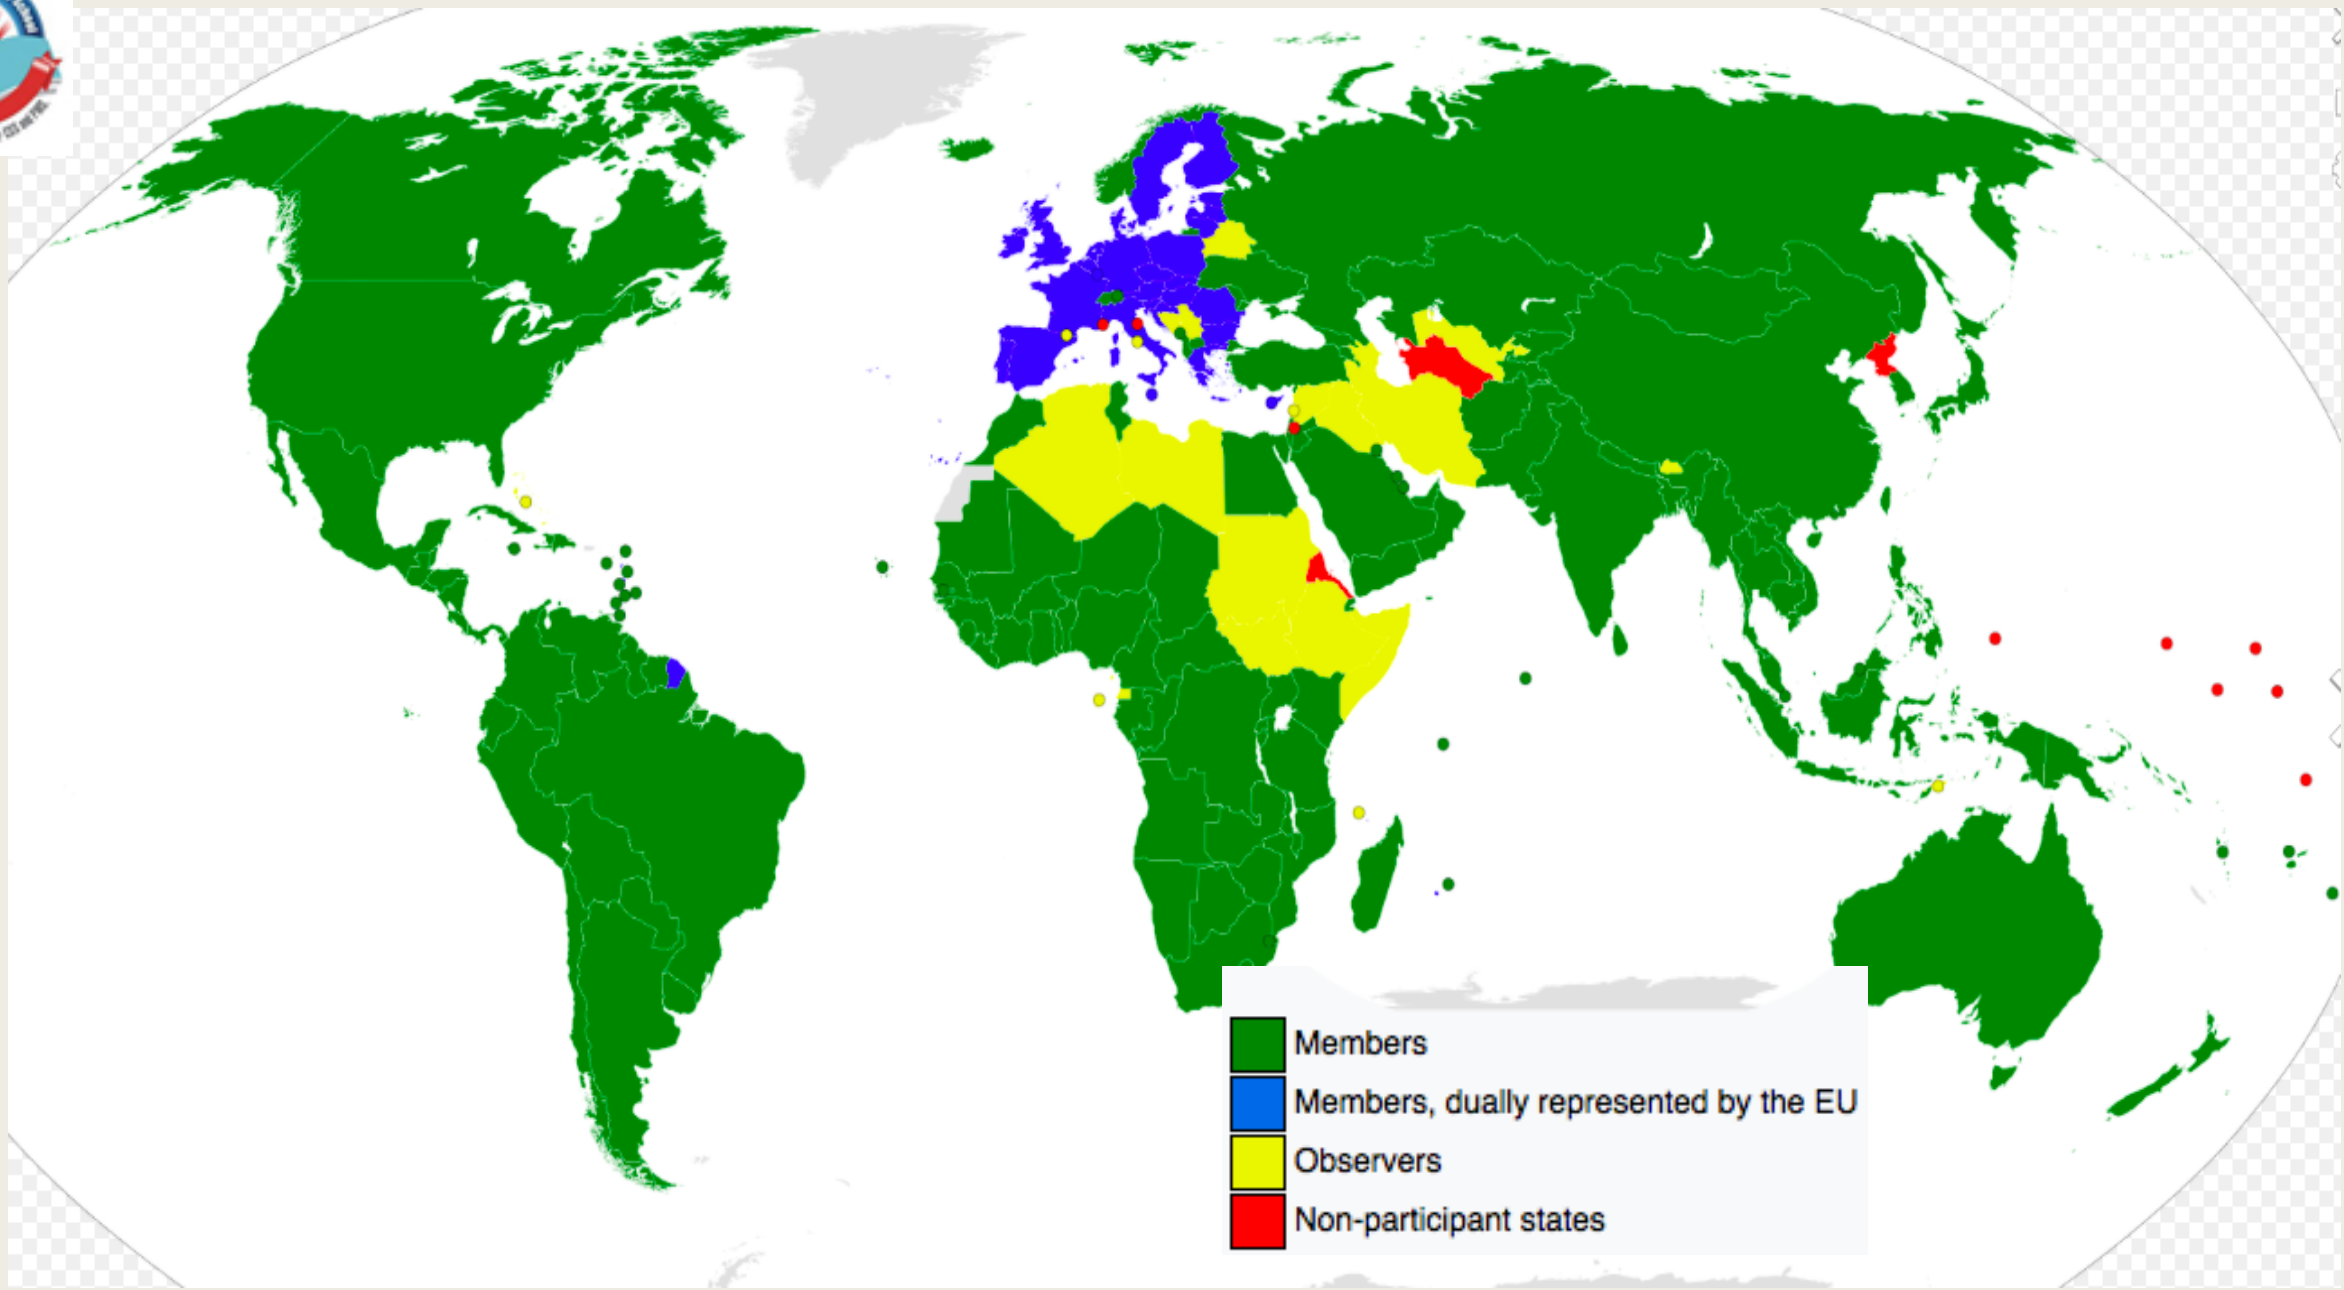 Members
Members, dually represented by the EU
Observers
Non-participant states